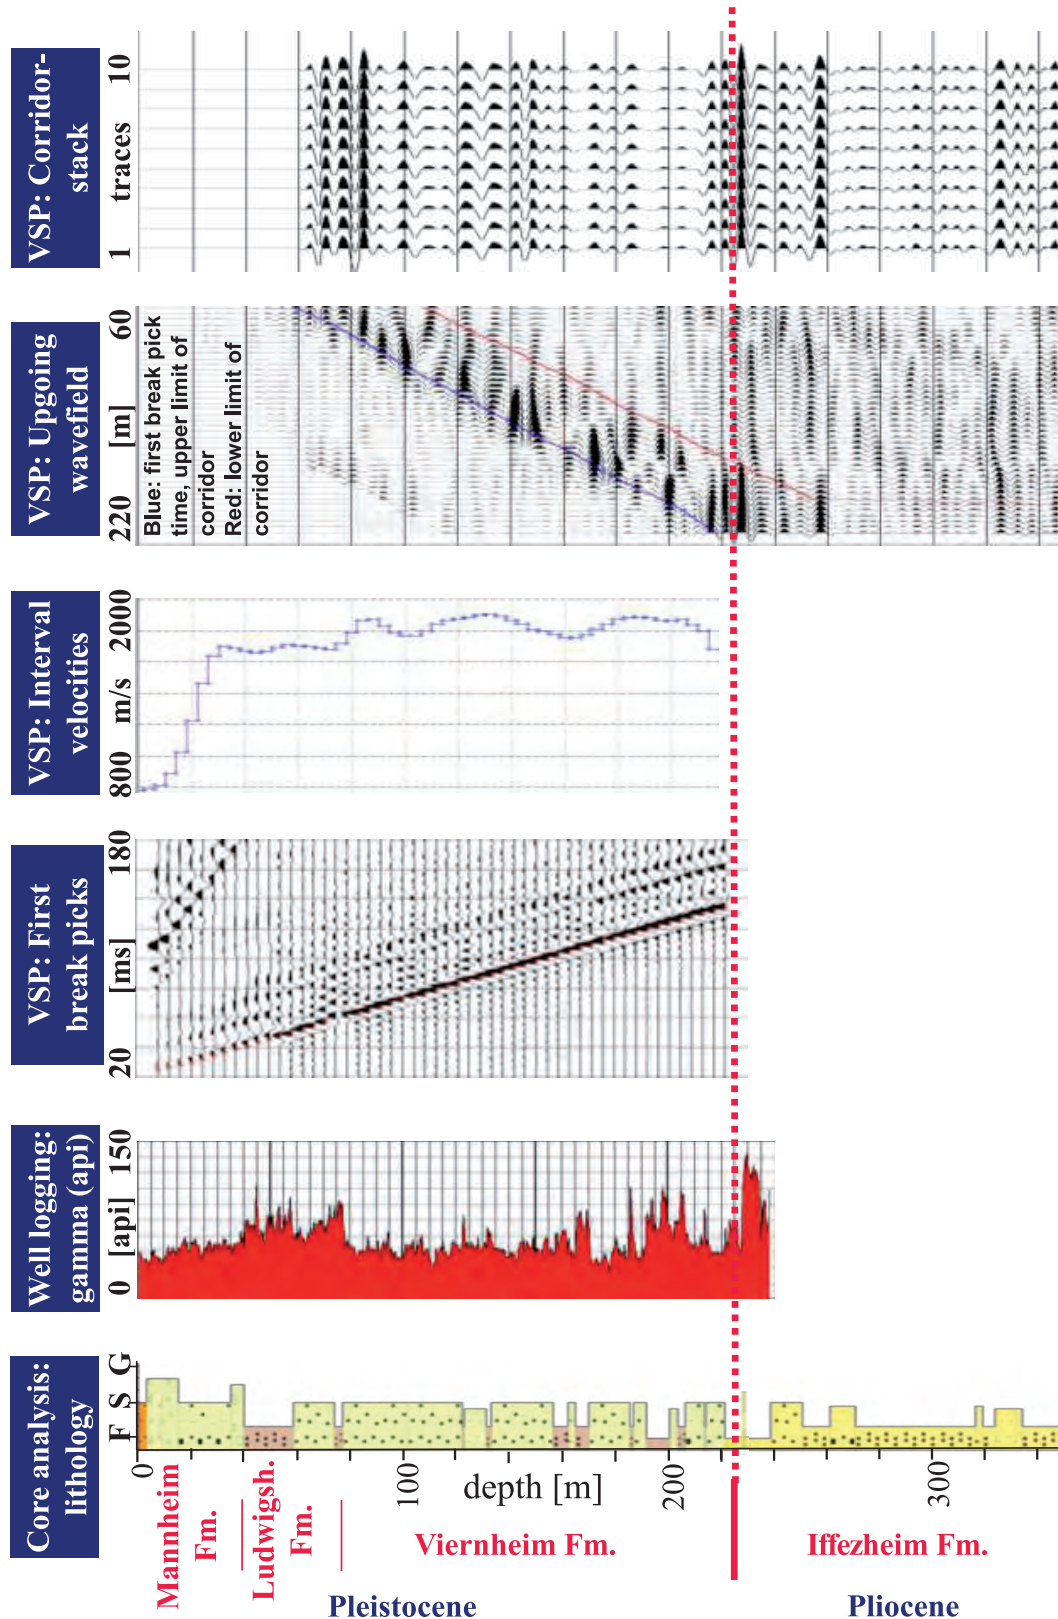 VSP: Corridor-
stack
1 traces 10
VSP: Upgoing
wavefield
220 [m] 60
Blue: first break pick
time, upper limit of
corridor
Red: lower limit of
corridor
VSP: Interval
velocities
800 m/s 2000
VSP: First
break picks
20 [ms] 180
Well logging:
gamma (api)
0 [api] 150
Core analysis:
lithology
F S G
0 100 200 300
depth [m]
Mannheim
Fm.
Ludwigsh.
Fm.
Viernheim Fm.
Iffezheim Fm.
Pleistocene
Pliocene